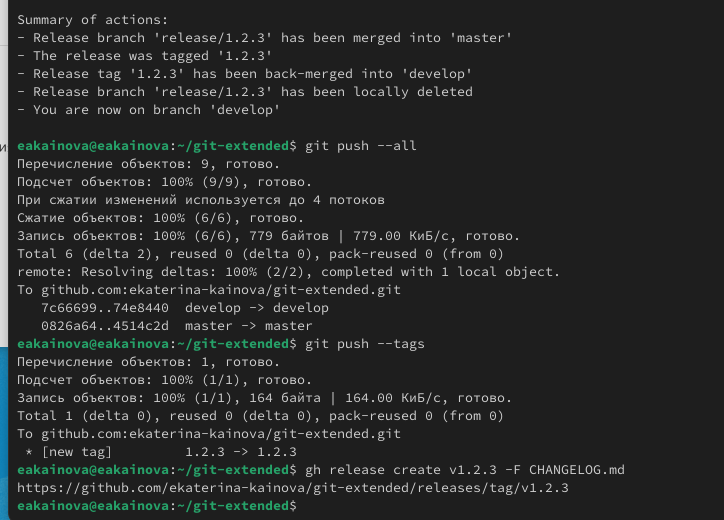 Summary of actions:
- Release branch 'release/1.2.3' has been merged into 'master'
- The release was tagged '1.2.3'
- Release tag '1.2.3' has been back-merged into 'develop'
- Release branch 'release/1.2.3' has been locally deleted
- You are now on branch 'develop'
eakainova@eakainova:~/git-extended$ git push --all
Перечисление объектов: 9, готово.
Подсчет объектов: 100% (9/9), готово.
При сжатии изменений используется до 4 потоков
Сжатие объектов: 100% (6/6), готово.
Запись объектов: 100% (6/6), 779 байтов | 779.00 КиБ/с, готово.
Total 6 (delta 2), reused 0 (delta 0), pack-reused 0 (from 0)
remote: Resolving deltas: 100% (2/2), completed with 1 local object.
To github.com:ekaterina-kainova/git-extended.git
   7c66699..74e8440  develop -> develop
   0826a64..4514c2d  master -> master
eakainova@eakainova:~/git-extended$ git push --tags
Перечисление объектов: 1, готово.
Подсчет объектов: 100% (1/1), готово.
Запись объектов: 100% (1/1), 164 байта | 164.00 КиБ/с, готово.
Total 1 (delta 0), reused 0 (delta 0), pack-reused 0 (from 0)
To github.com:ekaterina-kainova/git-extended.git
 * [new tag]         1.2.3 -> 1.2.3
eakainova@eakainova:~/git-extended$ gh release create v1.2.3 -F CHANGELOG.md
https://github.com/ekaterina-kainova/git-extended/releases/tag/v1.2.3
eakainova@eakainova:~/git-extended$